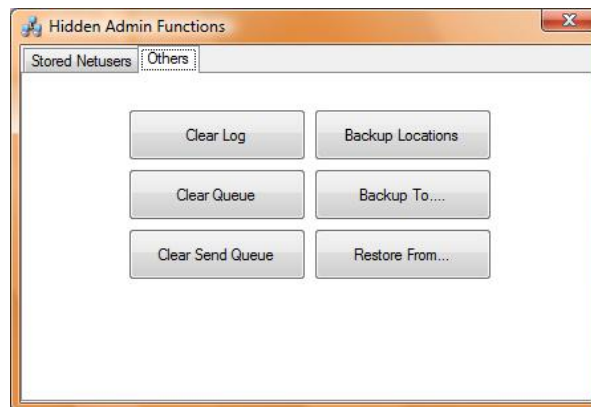 Hidden Admin Functions
Stored Netusers Others
Clear Log Backup Locations
Clear Queue Backup To....
Clear Send Queue Restore From...